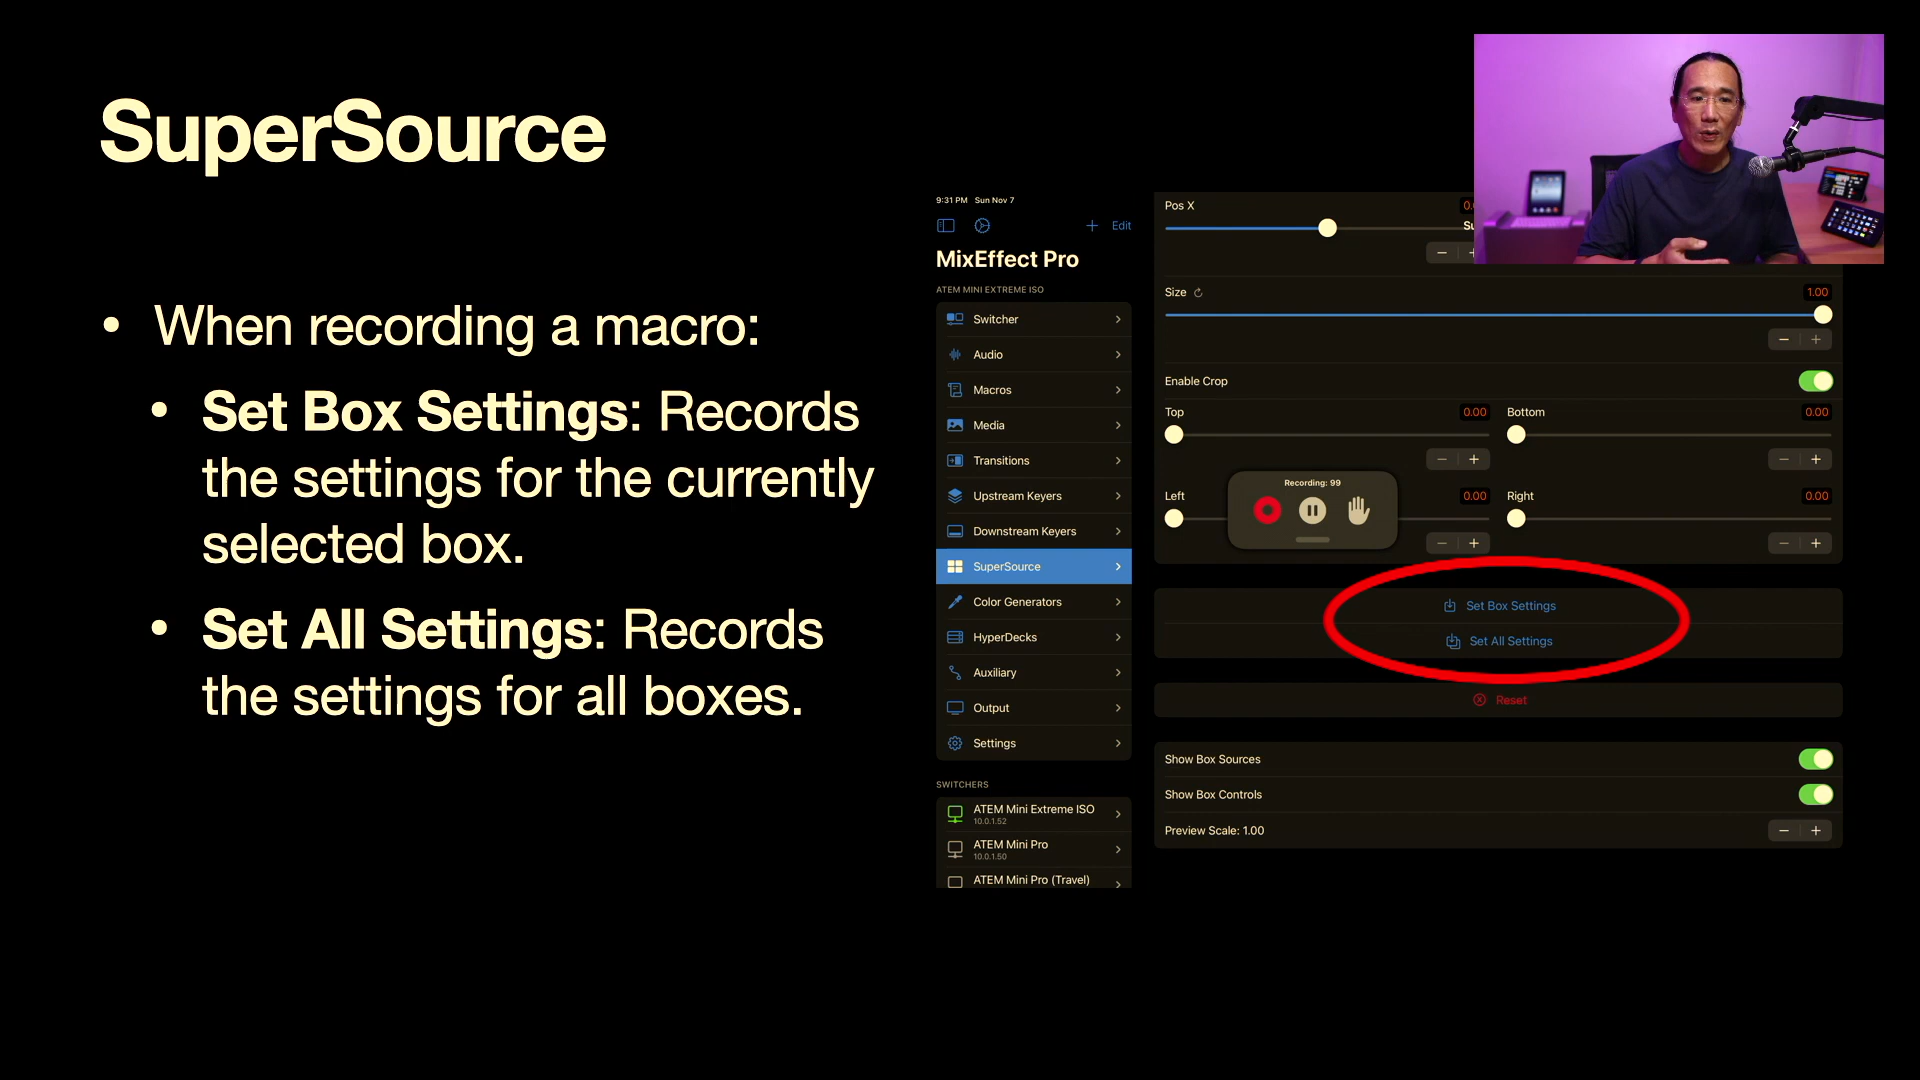 SuperSource
• When recording a macro:
• Set Box Settings: Records
the settings for the currently
selected box.
• Set All Settings: Records
the settings for all boxes.
9:31 PM Sun Nov 7
Edit
MixEffect Pro
ATEM MINI EXTREME ISO
Switcher
Audio
Macros
Media
Transitions
Upstream Keyers
Downstream Keyers
SuperSource
Color Generators
HyperDecks
Auxiliary
Output
Settings
SWITCHERS
ATEM Mini Extreme ISO
10.0.1.52
ATEM Mini Pro
10.0.1.50
ATEM Mini Pro (Travel)
Pos X
Size 1.00
Enable Crop
Top 0.00 Bottom 0.00
Recording: 99
Left 0.00 Right 0.00
Set Box Settings
Set All Settings
Reset
Show Box Sources
Show Box Controls
Preview Scale: 1.00